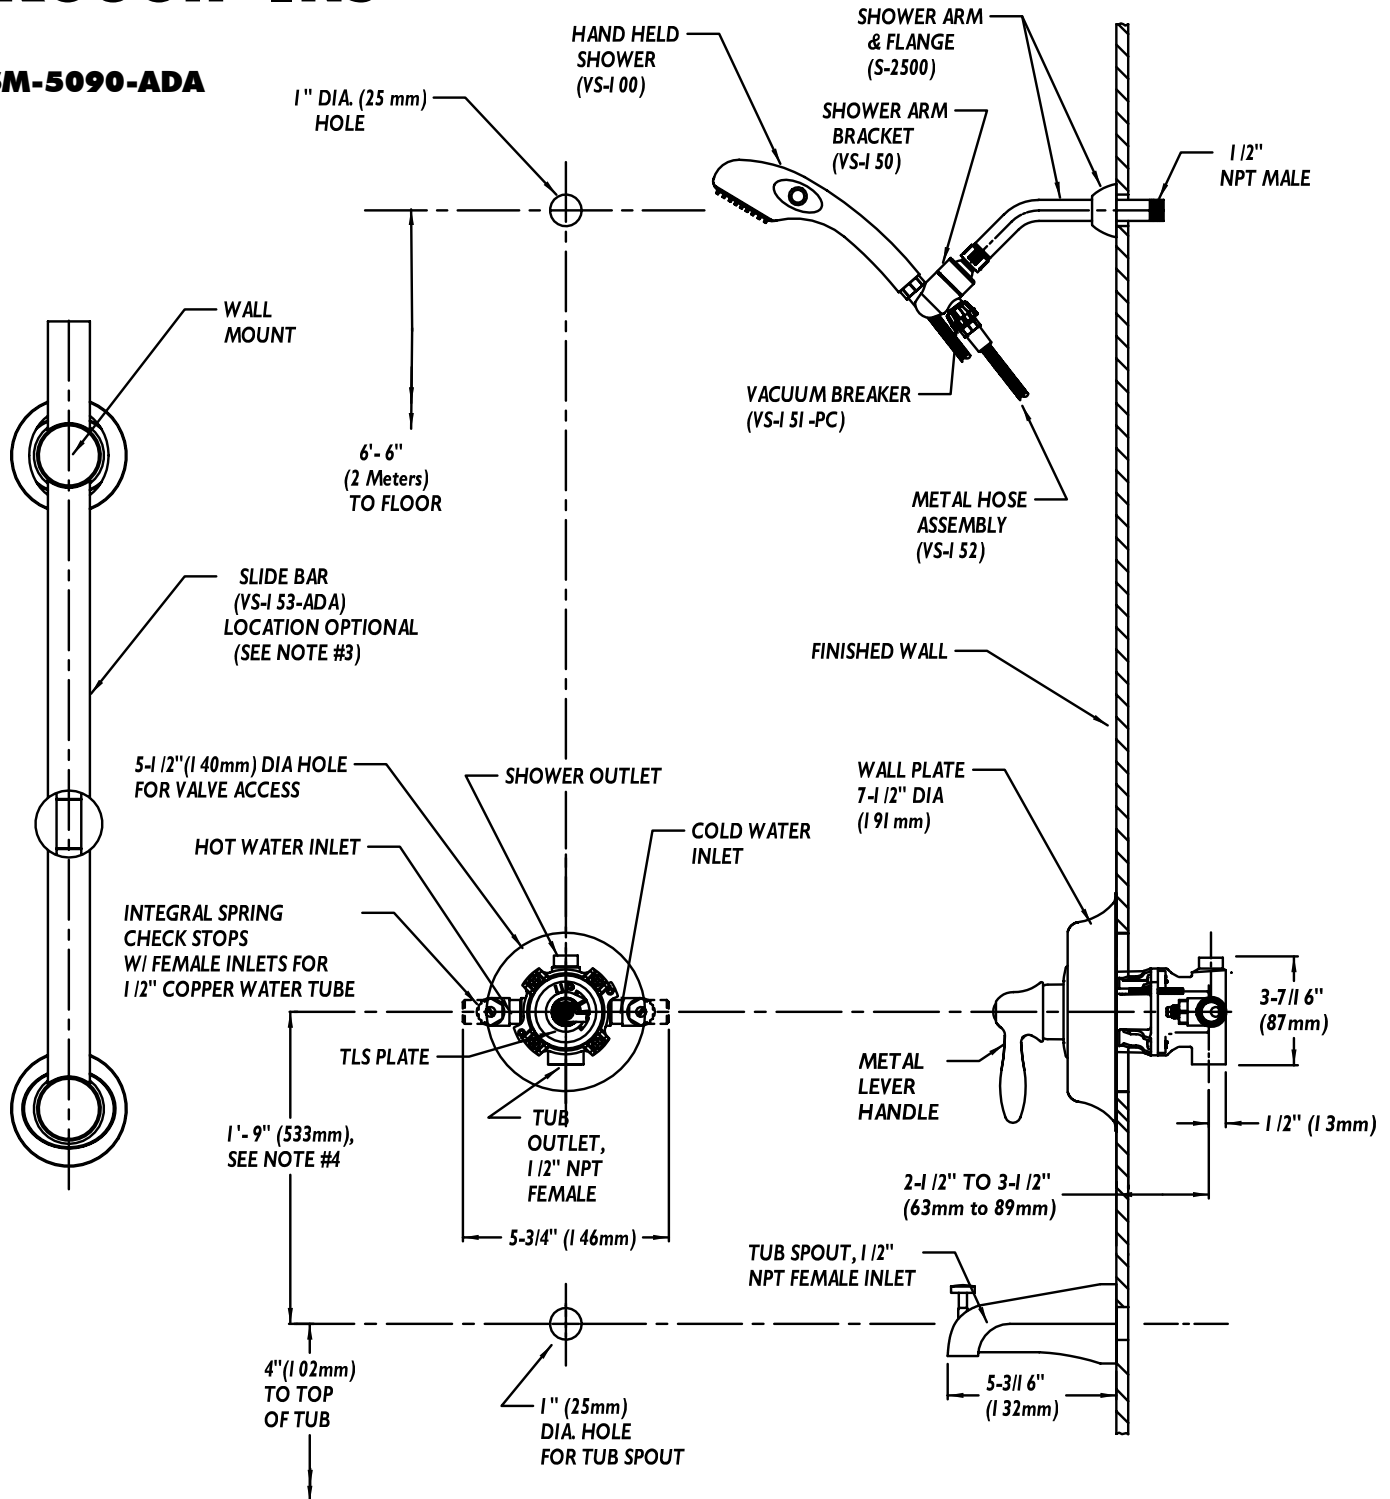 SM-5090-ADA
HAND HELD
SHOWER
(VS-100)
SHOWER ARM
& FLANGE
(S-2500)
1" DIA. (25 mm)
HOLE
SHOWER ARM
BRACKET
(VS-150)
1/2"
NPT MALE
WALL
MOUNT
VACUUM BREAKER
(VS-151-PC)
6'- 6"
(2 Meters)
TO FLOOR
METAL HOSE
ASSEMBLY
(VS-152)
SLIDE BAR
(VS-153-ADA)
LOCATION OPTIONAL
(SEE NOTE #3)
FINISHED WALL
5-1/2"(140mm) DIA HOLE
FOR VALVE ACCESS
SHOWER OUTLET
WALL PLATE
7-1/2" DIA
(191 mm)
HOT WATER INLET
COLD WATER
INLET
INTEGRAL SPRING
CHECK STOPS
W/ FEMALE INLETS FOR
1/2" COPPER WATER TUBE
UP
3-7/16"
(87mm)
TLS PLATE
METAL
LEVER
HANDLE
1'- 9" (533mm),
SEE NOTE #4
TUB
OUTLET,
1/2" NPT
FEMALE
1/2" (13mm)
2-1/2" TO 3-1/2"
(63mm to 89mm)
5-3/4" (146mm)
TUB SPOUT, 1/2"
NPT FEMALE INLET
4"(102mm)
TO TOP
OF TUB
5-3/16"
(132mm)
1" (25mm)
DIA. HOLE
FOR TUB SPOUT